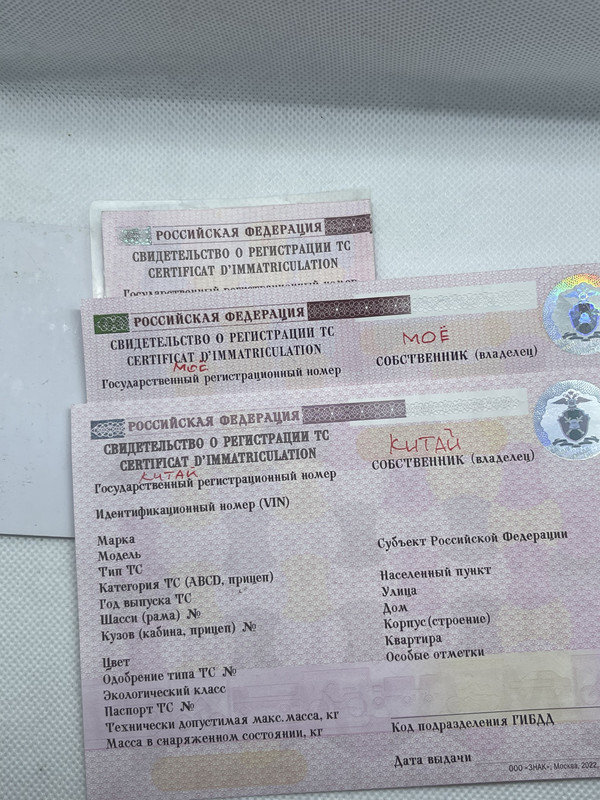 РОССИЙСКАЯ ФЕДЕРАЦИЯ
СВИДЕТЕЛЬСТВО О РЕГИСТРАЦИИ ТС
CERTIFICAT D'IMMATRICULATION
Государственный регистрационный номер
РОССИЙСКАЯ ФЕДЕРАЦИЯ
СВИДЕТЕЛЬСТВО О РЕГИСТРАЦИИ ТС
CERTIFICAT D'IMMATRICULATION
МОЁ
Государственный регистрационный номер
МОЁ
СОБСТВЕННИК (владелец)
РОССИЙСКАЯ ФЕДЕРАЦИЯ
СВИДЕТЕЛЬСТВО О РЕГИСТРАЦИИ ТС
CERTIFICAT D'IMMATRICULATION
КИТАЙ
Государственный регистрационный номер
Идентификационный номер (VIN)
Марка
Модель
Тип ТС
Категория ТС (ABCD, прицеп)
Год выпуска ТС
Шасси (рама) №
Кузов (кабина, прицеп) №
Цвет
Одобрение типа ТС №
Экологический класс
Паспорт ТС №
Технически допустимая макс. масса, кг
Масса в снаряженном состоянии, кг
КИТАЙ
СОБСТВЕННИК (владелец)
Субъект Российской Федерации
Населенный пункт
Улица
Дом
Корпус(строение)
Квартира
Особые отметки
Код подразделения ГИБДД
Дата выдачи
ООО «ЗНАК», Москва, 2022,